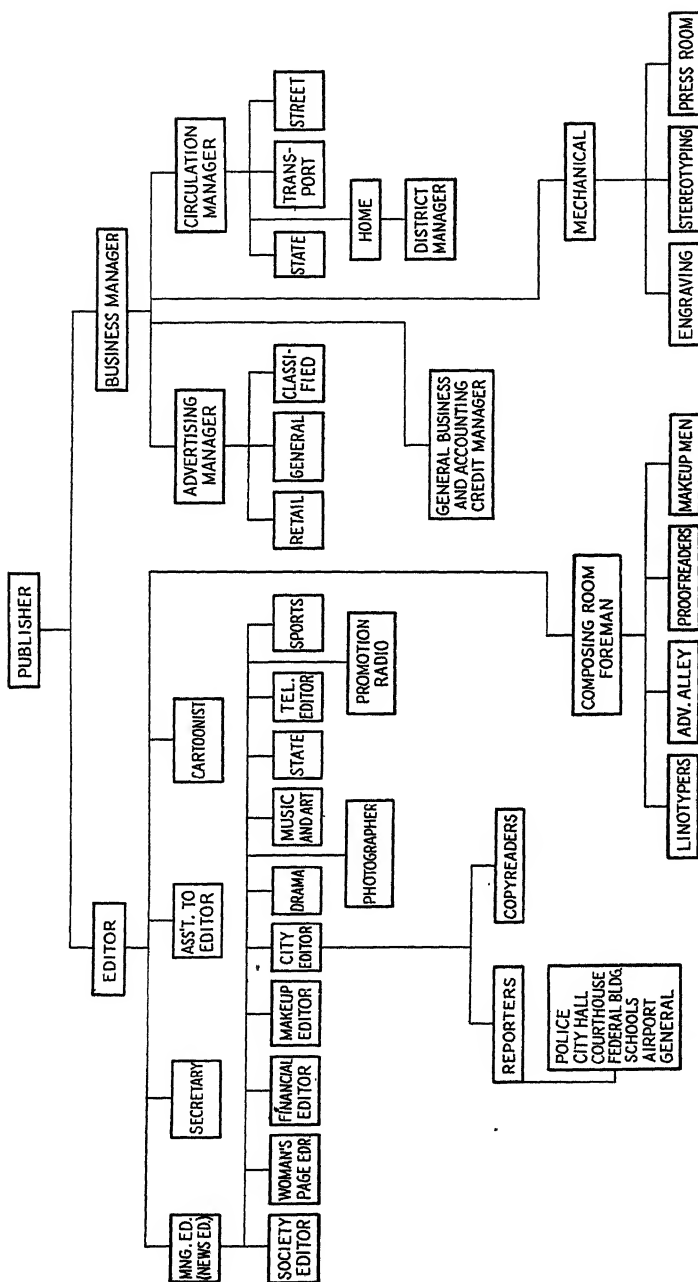 PUBLISHER
EDITOR
BUSINESS MANAGER
MNG. ED.
(NEWS ED.)
SECRETARY
ASS'T. TO
EDITOR
CARTOONIST
ADVERTISING
MANAGER
CIRCULATION
MANAGER
SOCIETY
EDITOR
WOMAN'S
PAGE EDR.
FINANCIAL
EDITOR
MAKEUP
EDITOR
CITY
EDITOR
DRAMA
MUSIC
AND ART
STATE
TEL.
EDITOR
SPORTS
RETAIL
GENERAL
CLASSI-
FIED
STATE
TRANS-
PORT
STREET
PHOTOGRAPHER
PROMOTION
RADIO
HOME
DISTRICT
MANAGER
GENERAL BUSINESS
AND ACCOUNTING
CREDIT MANAGER
REPORTERS
COPYREADERS
POLICE
CITY HALL
COURTHOUSE
FEDERAL BLDG.
SCHOOLS
AIRPORT
GENERAL
COMPOSING ROOM
FOREMAN
MECHANICAL
LINOTYPERS
ADV. ALLEY
PROOFREADERS
MAKEUP MEN
ENGRAVING
STEREOTYPING
PRESS ROOM